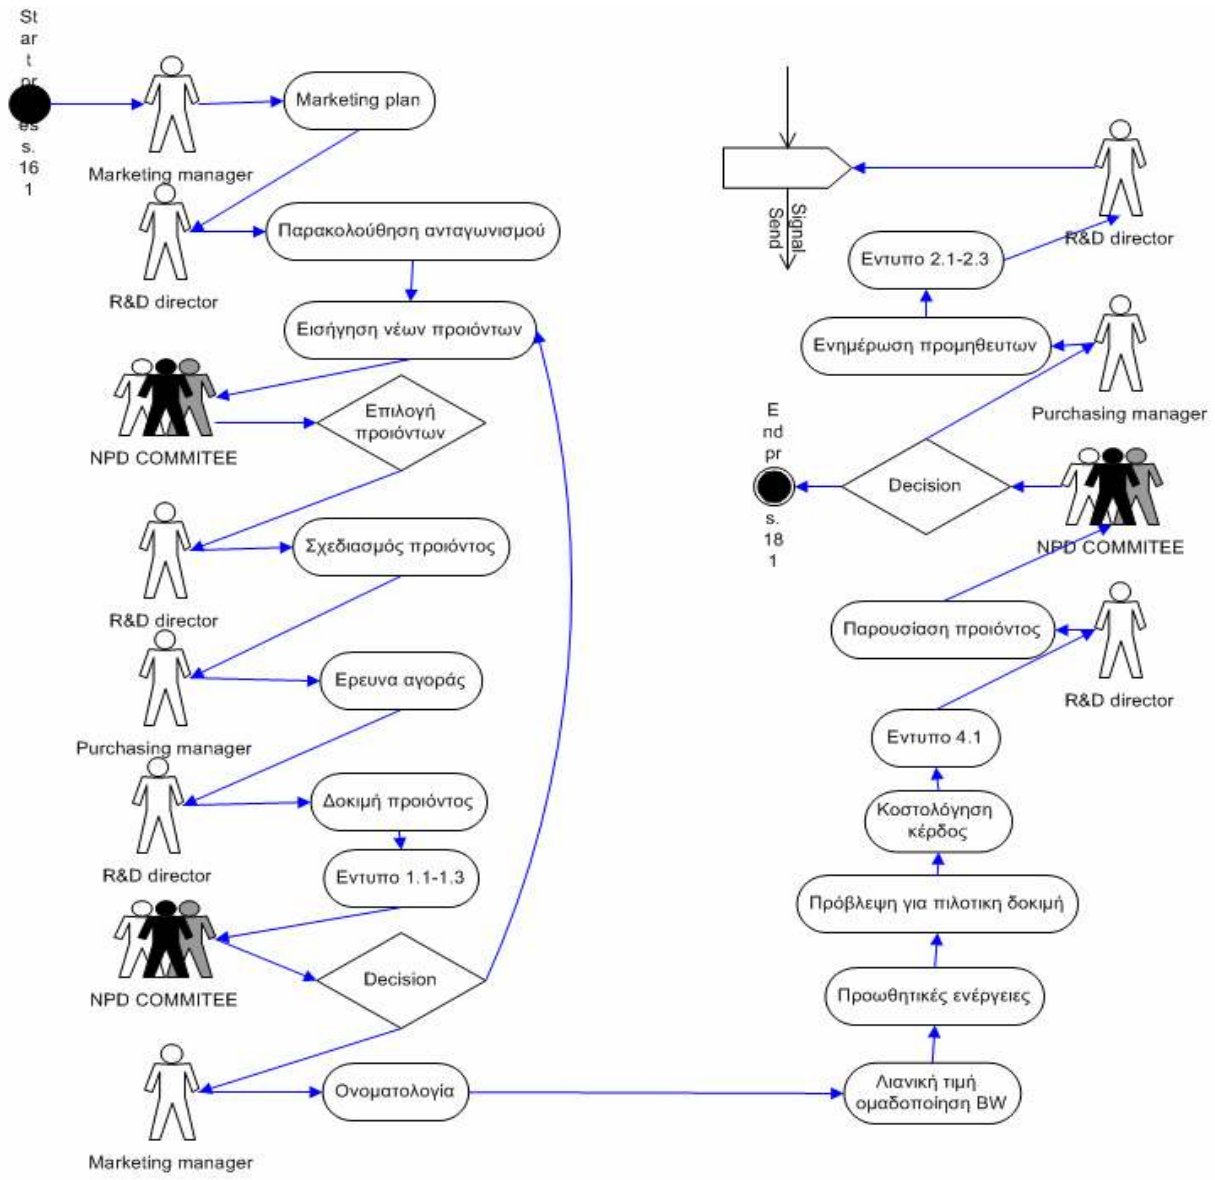 St
ar
t
pr
es
s.
16
1
Marketing manager
Marketing plan
R&D director
Παρακολούθηση ανταγωνισμού
Εισήγηση νέων προιόντων
NPD COMMITEE
Επιλογή
προιόντων
R&D director
Σχεδιασμός προιόντος
Purchasing manager
Ερευνα αγοράς
R&D director
Δοκιμή προιόντος
Εντυπο 1.1-1.3
NPD COMMITEE
Decision
Marketing manager
Ονοματολογία
Λιανική τιμή
ομαδοποίηση BW
Προωθητικές ενέργειες
Πρόβλεψη για πιλοτικη δοκιμή
Κοστολόγηση
κέρδος
Εντυπο 4.1
R&D director
Παρουσίαση προιόντος
NPD COMMITEE
Decision
E
nd
pr
s.
18
1
Purchasing manager
Ενημέρωση προμηθευτων
Εντυπο 2.1-2.3
R&D director
Signal
Send